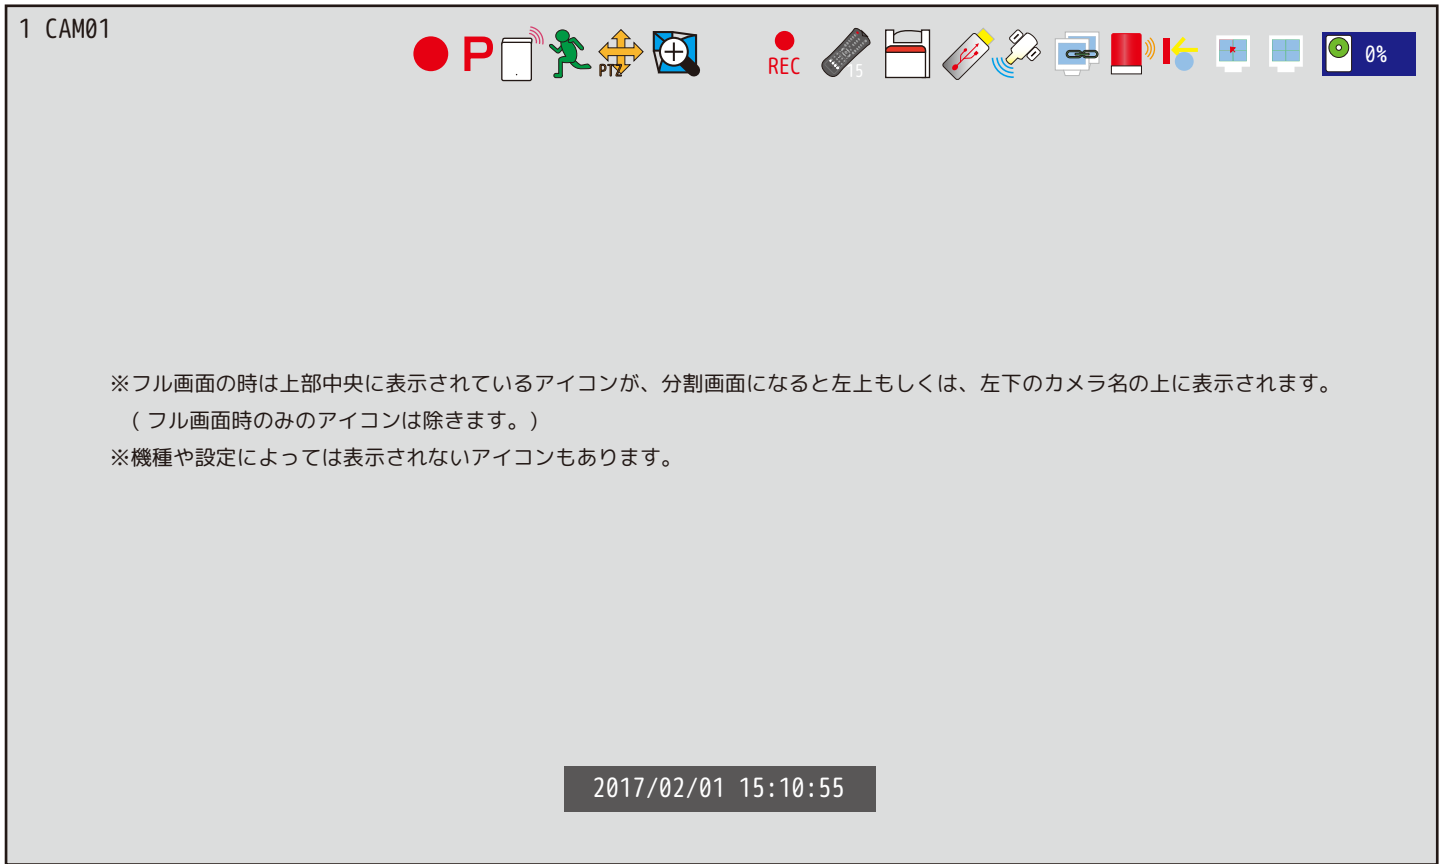 1 CAM01
P
PTZ
REC
15
0%
※フル画面の時は上部中央に表示されているアイコンが、分割画面になると左上もしくは、左下のカメラ名の上に表示されます。
( フル画面時のみのアイコンは除きます。)
※機種や設定によっては表示されないアイコンもあります。
2017/02/01 15:10:55